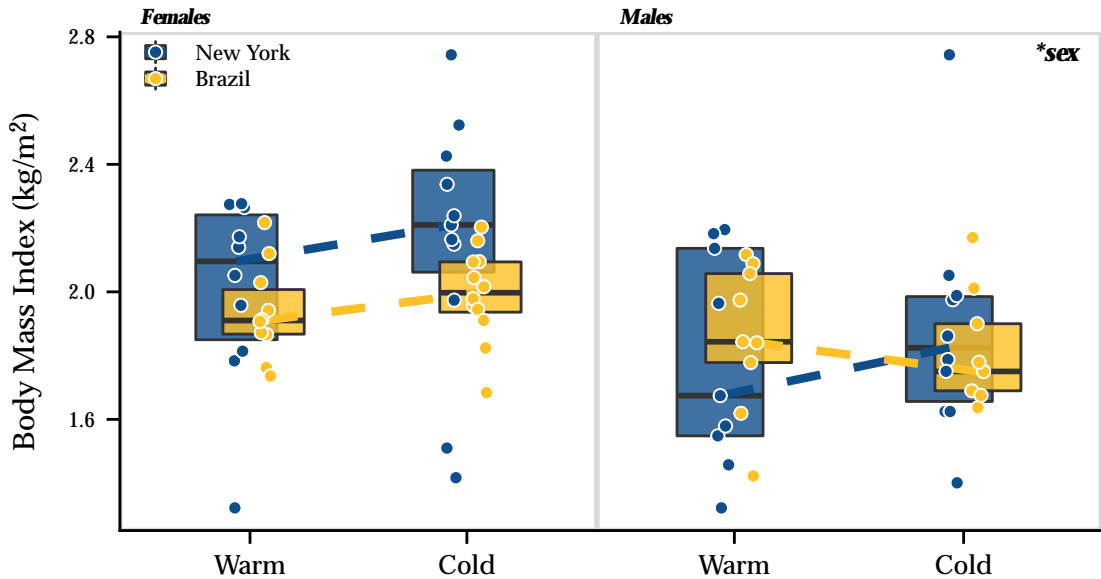 Females
Males
2.8
New York
Brazil
*sex
2.4
2.0
1.6
Body Mass Index (kg/m²)
Warm
Cold
Warm
Cold